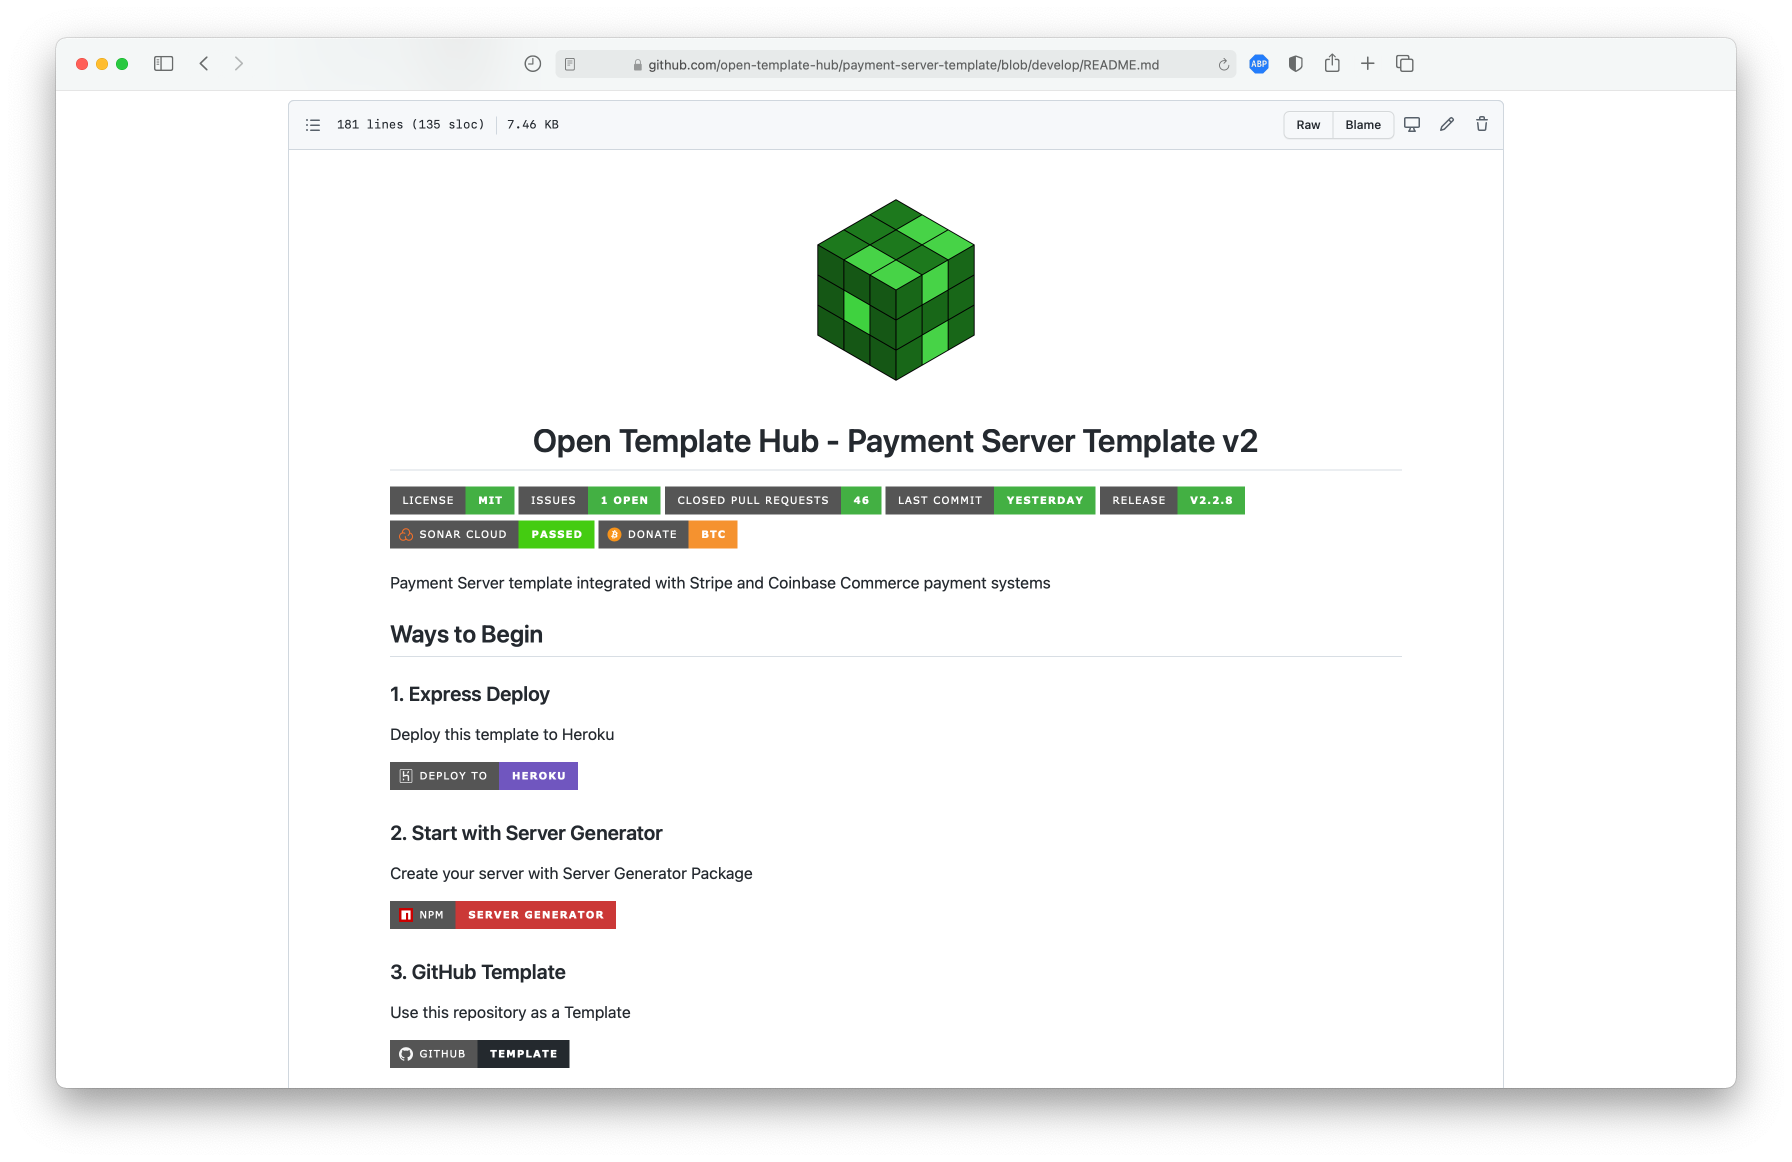 github.com/open-template-hub/payment-server-template/blob/develop/README.md
ABP
181 lines (135 sloc) 7.46 KB
Raw Blame
Open Template Hub - Payment Server Template v2
LICENSE MIT ISSUES 1 OPEN CLOSED PULL REQUESTS 46 LAST COMMIT YESTERDAY RELEASE V2.2.8
SONAR CLOUD PASSED DONATE BTC
Payment Server template integrated with Stripe and Coinbase Commerce payment systems
Ways to Begin
1. Express Deploy
Deploy this template to Heroku
DEPLOY TO HEROKU
2. Start with Server Generator
Create your server with Server Generator Package
NPM SERVER GENERATOR
3. GitHub Template
Use this repository as a Template
GITHUB TEMPLATE